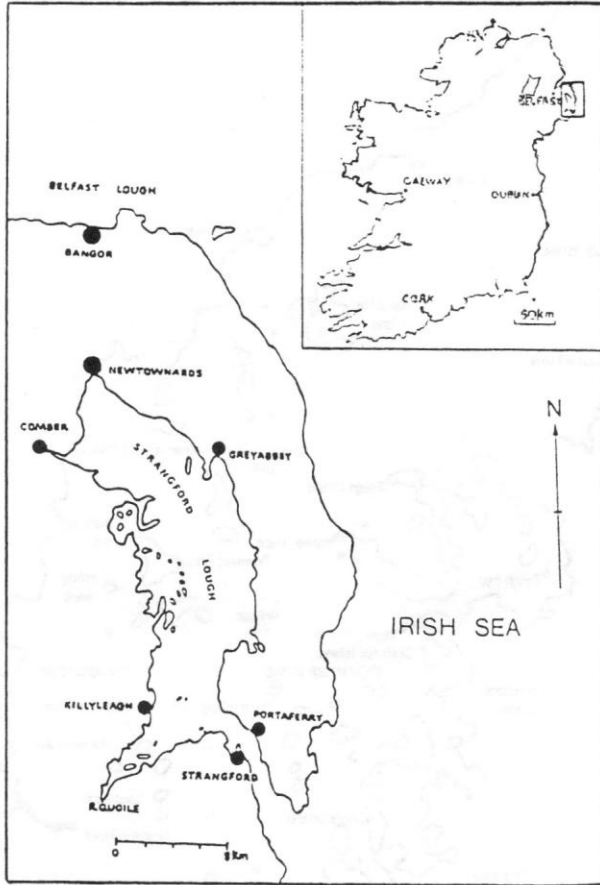 BELFAST
GALWAY
DUBLIN
CORK
50km
BELFAST LOUGH
BANGOR
NEWTOWNARDS
COMBER
STRANGFORD
LOUGH
GREYABBEY
N
IRISH SEA
KILLYLEAGH
PORTAFERRY
STRANGFORD
R.QUOILE
0
8km